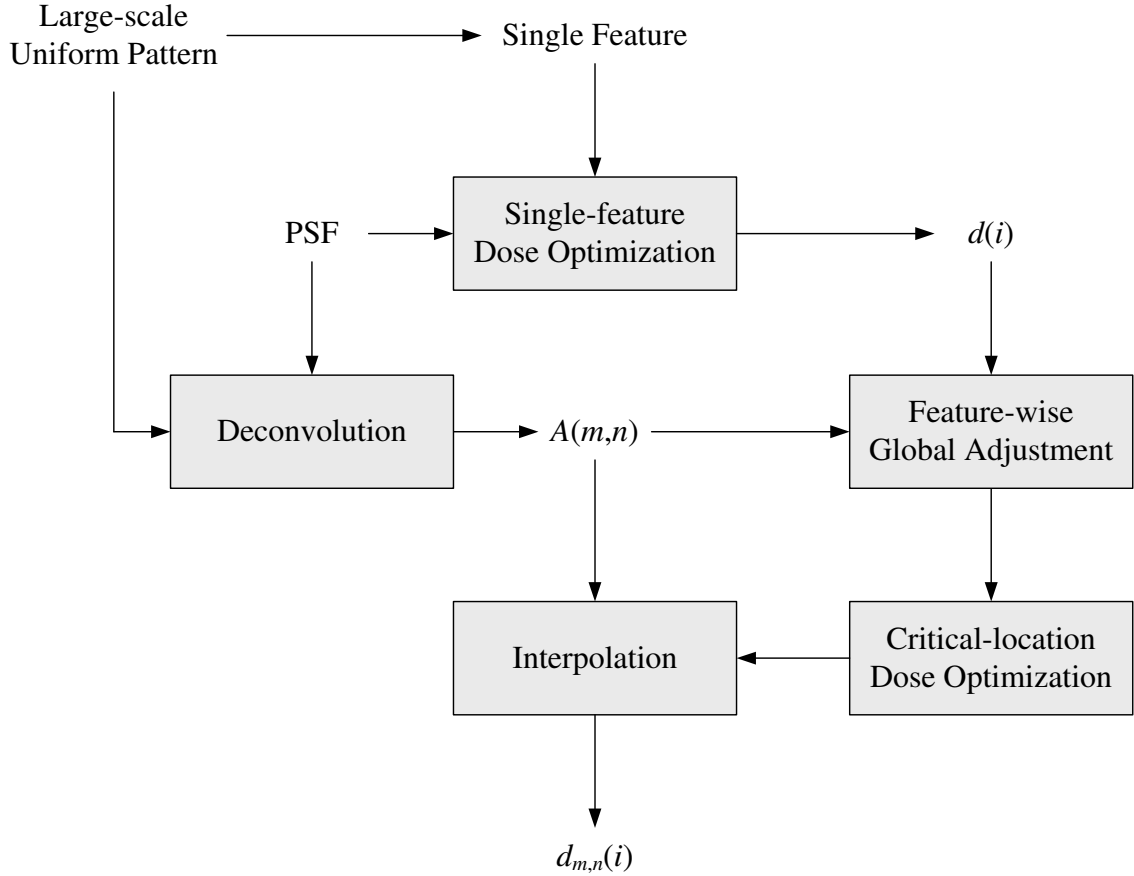 Large-scale
Uniform Pattern
Single Feature
PSF
Single-feature
Dose Optimization
d(i)
Deconvolution
A(m,n)
Feature-wise
Global Adjustment
Interpolation
Critical-location
Dose Optimization
dm,n(i)